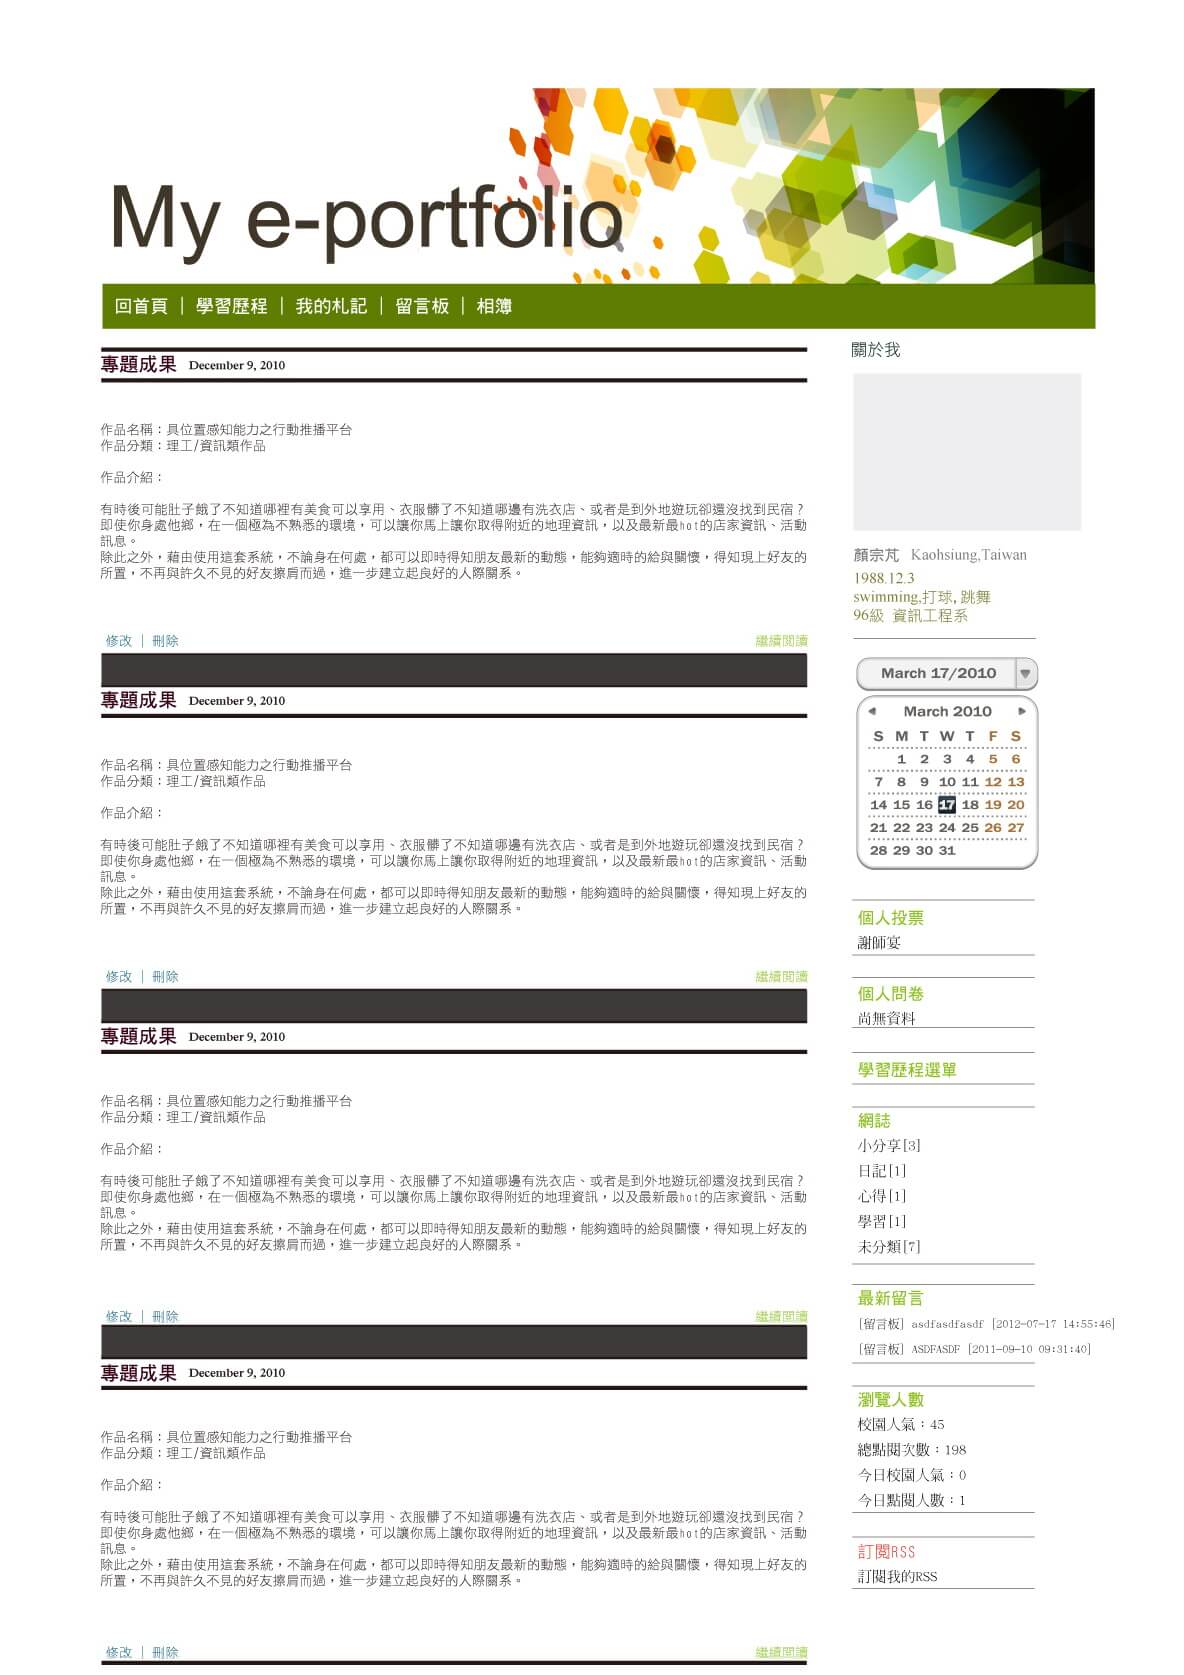 My e-portfolio
回首頁 | 學習歷程 | 我的札記 | 留言板 | 相簿
專題成果 December 9, 2010
作品名稱：具位置感知能力之行動推播平台
作品分類：理工/資訊類作品
作品介紹：
有時後可能肚子餓了不知道哪裡有美食可以享用、衣服髒了不知道哪邊有洗衣店、或者是到外地遊玩卻還沒找到民宿？
即使你身處他鄉，在一個極為不熟悉的環境，可以讓你馬上讓你取得附近的地理資訊，以及最新最hot的店家資訊、活動
訊息。
除此之外，藉由使用這套系統，不論身在何處，都可以即時得知朋友最新的動態，能夠適時的給與關懷，得知現上好友的
所置，不再與許久不見的好友擦肩而過，進一步建立起良好的人際關系。
修改 | 刪除 繼續閱讀
專題成果 December 9, 2010
作品名稱：具位置感知能力之行動推播平台
作品分類：理工/資訊類作品
作品介紹：
有時後可能肚子餓了不知道哪裡有美食可以享用、衣服髒了不知道哪邊有洗衣店、或者是到外地遊玩卻還沒找到民宿？
即使你身處他鄉，在一個極為不熟悉的環境，可以讓你馬上讓你取得附近的地理資訊，以及最新最hot的店家資訊、活動
訊息。
除此之外，藉由使用這套系統，不論身在何處，都可以即時得知朋友最新的動態，能夠適時的給與關懷，得知現上好友的
所置，不再與許久不見的好友擦肩而過，進一步建立起良好的人際關系。
修改 | 刪除 繼續閱讀
專題成果 December 9, 2010
作品名稱：具位置感知能力之行動推播平台
作品分類：理工/資訊類作品
作品介紹：
有時後可能肚子餓了不知道哪裡有美食可以享用、衣服髒了不知道哪邊有洗衣店、或者是到外地遊玩卻還沒找到民宿？
即使你身處他鄉，在一個極為不熟悉的環境，可以讓你馬上讓你取得附近的地理資訊，以及最新最hot的店家資訊、活動
訊息。
除此之外，藉由使用這套系統，不論身在何處，都可以即時得知朋友最新的動態，能夠適時的給與關懷，得知現上好友的
所置，不再與許久不見的好友擦肩而過，進一步建立起良好的人際關系。
修改 | 刪除 繼續閱讀
專題成果 December 9, 2010
作品名稱：具位置感知能力之行動推播平台
作品分類：理工/資訊類作品
作品介紹：
有時後可能肚子餓了不知道哪裡有美食可以享用、衣服髒了不知道哪邊有洗衣店、或者是到外地遊玩卻還沒找到民宿？
即使你身處他鄉，在一個極為不熟悉的環境，可以讓你馬上讓你取得附近的地理資訊，以及最新最hot的店家資訊、活動
訊息。
除此之外，藉由使用這套系統，不論身在何處，都可以即時得知朋友最新的動態，能夠適時的給與關懷，得知現上好友的
所置，不再與許久不見的好友擦肩而過，進一步建立起良好的人際關系。
修改 | 刪除 繼續閱讀
關於我
顏宗芃 Kaohsiung,Taiwan
1988.12.3
swimming,打球, 跳舞
96級 資訊工程系
March 17/2010
March 2010
S M T W T F S
1 2 3 4 5 6
7 8 9 10 11 12 13
14 15 16 17 18 19 20
21 22 23 24 25 26 27
28 29 30 31
個人投票
謝師宴
個人問卷
尚無資料
學習歷程選單
網誌
小分享[3]
日記[1]
心得[1]
學習[1]
未分類[7]
最新留言
[留言板] asdfasdfasdf [2012-07-17 14:55:46]
[留言板] ASDFASDF [2011-09-10 09:31:40]
瀏覽人數
校園人氣：45
總點閱次數：198
今日校園人氣：0
今日點閱人數：1
訂閱RSS
訂閱我的RSS